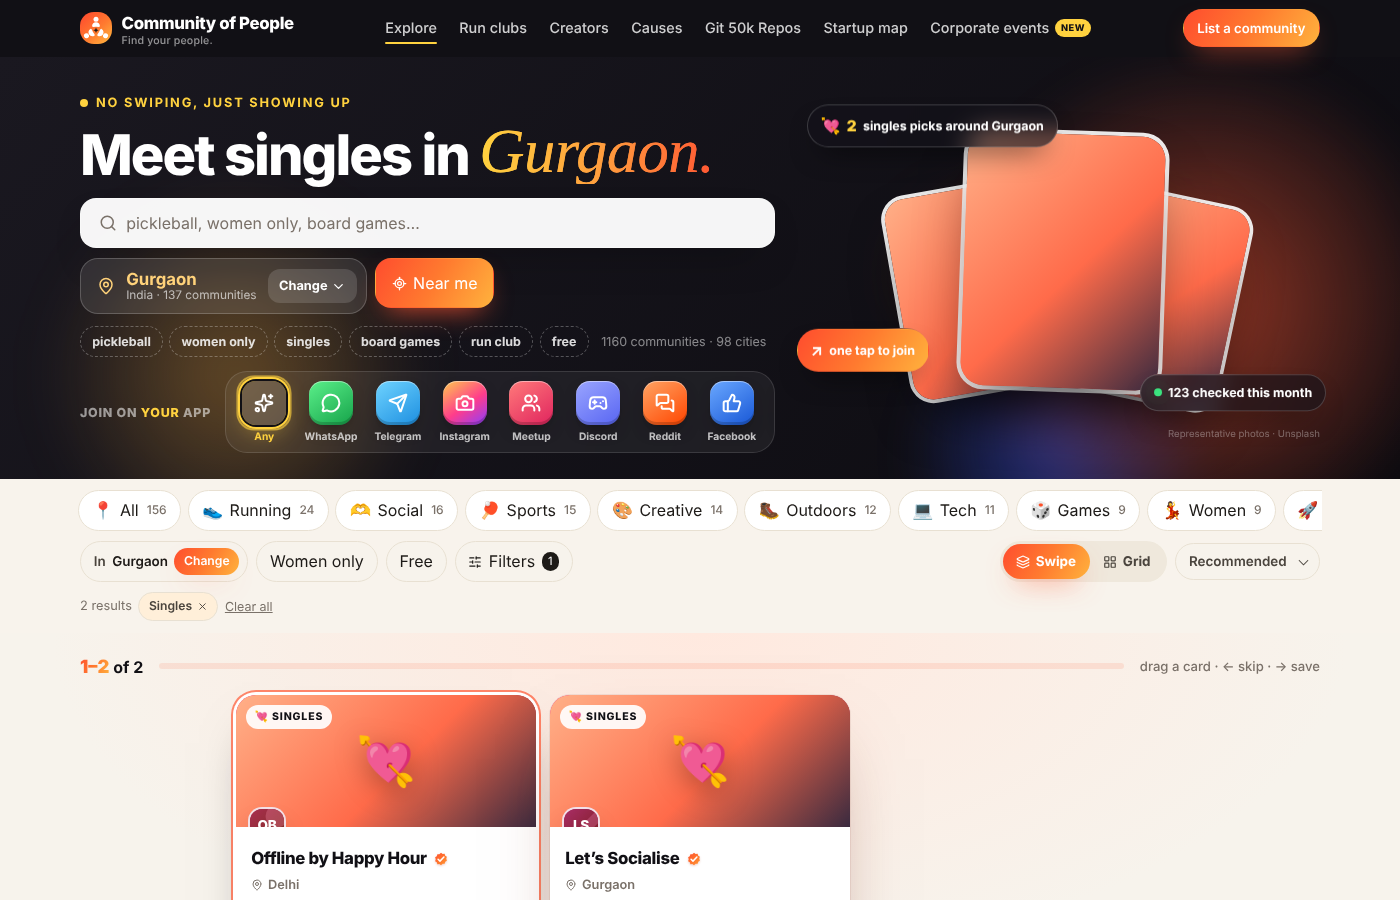 Community of People
Find your people.
Explore
Run clubs
Creators
Causes
Git 50k Repos
Startup map
Corporate events NEW
List a community
NO SWIPING, JUST SHOWING UP
Meet singles in Gurgaon.
pickleball, women only, board games...
Gurgaon
India · 137 communities
Change
Near me
pickleball
women only
singles
board games
run club
free
1160 communities · 98 cities
JOIN ON YOUR APP
Any
WhatsApp
Telegram
Instagram
Meetup
Discord
Reddit
Facebook
2 singles picks around Gurgaon
one tap to join
123 checked this month
Representative photos · Unsplash
All 156
Running 24
Social 16
Sports 15
Creative 14
Outdoors 12
Tech 11
Games 9
Women 9
In Gurgaon Change
Women only
Free
Filters 1
Swipe
Grid
Recommended
2 results
Singles
Clear all
1–2 of 2
drag a card · ← skip · → save
SINGLES
OB
Offline by Happy Hour
Delhi
SINGLES
LS
Let's Socialise
Gurgaon